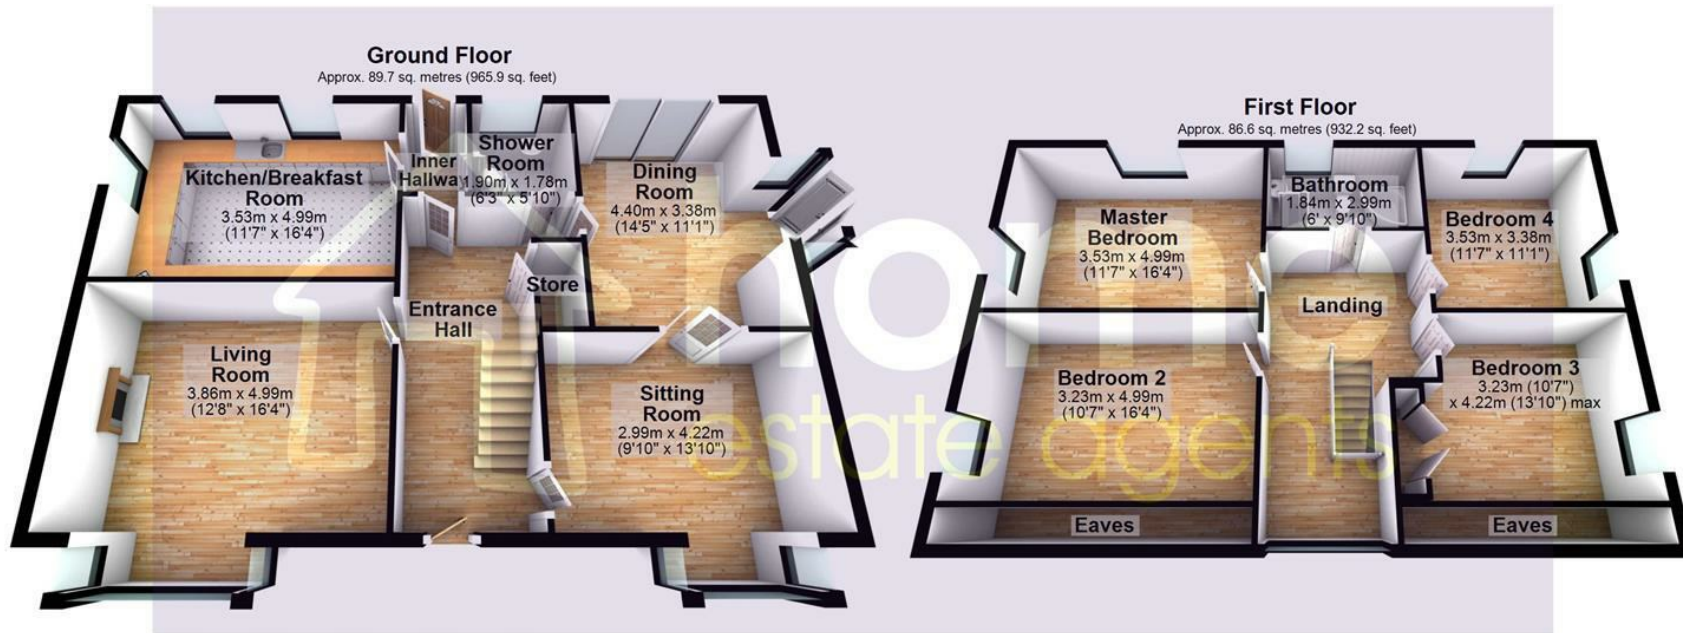 Ground Floor
Approx. 89.7 sq. metres (965.9 sq. feet)
Kitchen/Breakfast
Room
3.53m x 4.99m
(11'7" x 16'4")
Inner
Hallway
Shower
Room
1.90m x 1.78m
(6'3" x 5'10")
Dining
Room
4.40m x 3.38m
(14'5" x 11'1")
Store
Entrance
Hall
Living
Room
3.86m x 4.99m
(12'8" x 16'4")
Sitting
Room
2.99m x 4.22m
(9'10" x 13'10")
First Floor
Approx. 86.6 sq. metres (932.2 sq. feet)
Master
Bedroom
3.53m x 4.99m
(11'7" x 16'4")
Bathroom
1.84m x 2.99m
(6' x 9'10")
Bedroom 4
3.53m x 3.38m
(11'7" x 11'1")
Landing
Bedroom 2
3.23m x 4.99m
(10'7" x 16'4")
Bedroom 3
3.23m (10'7")
x 4.22m (13'10") max
Eaves
Eaves
home
estate agents